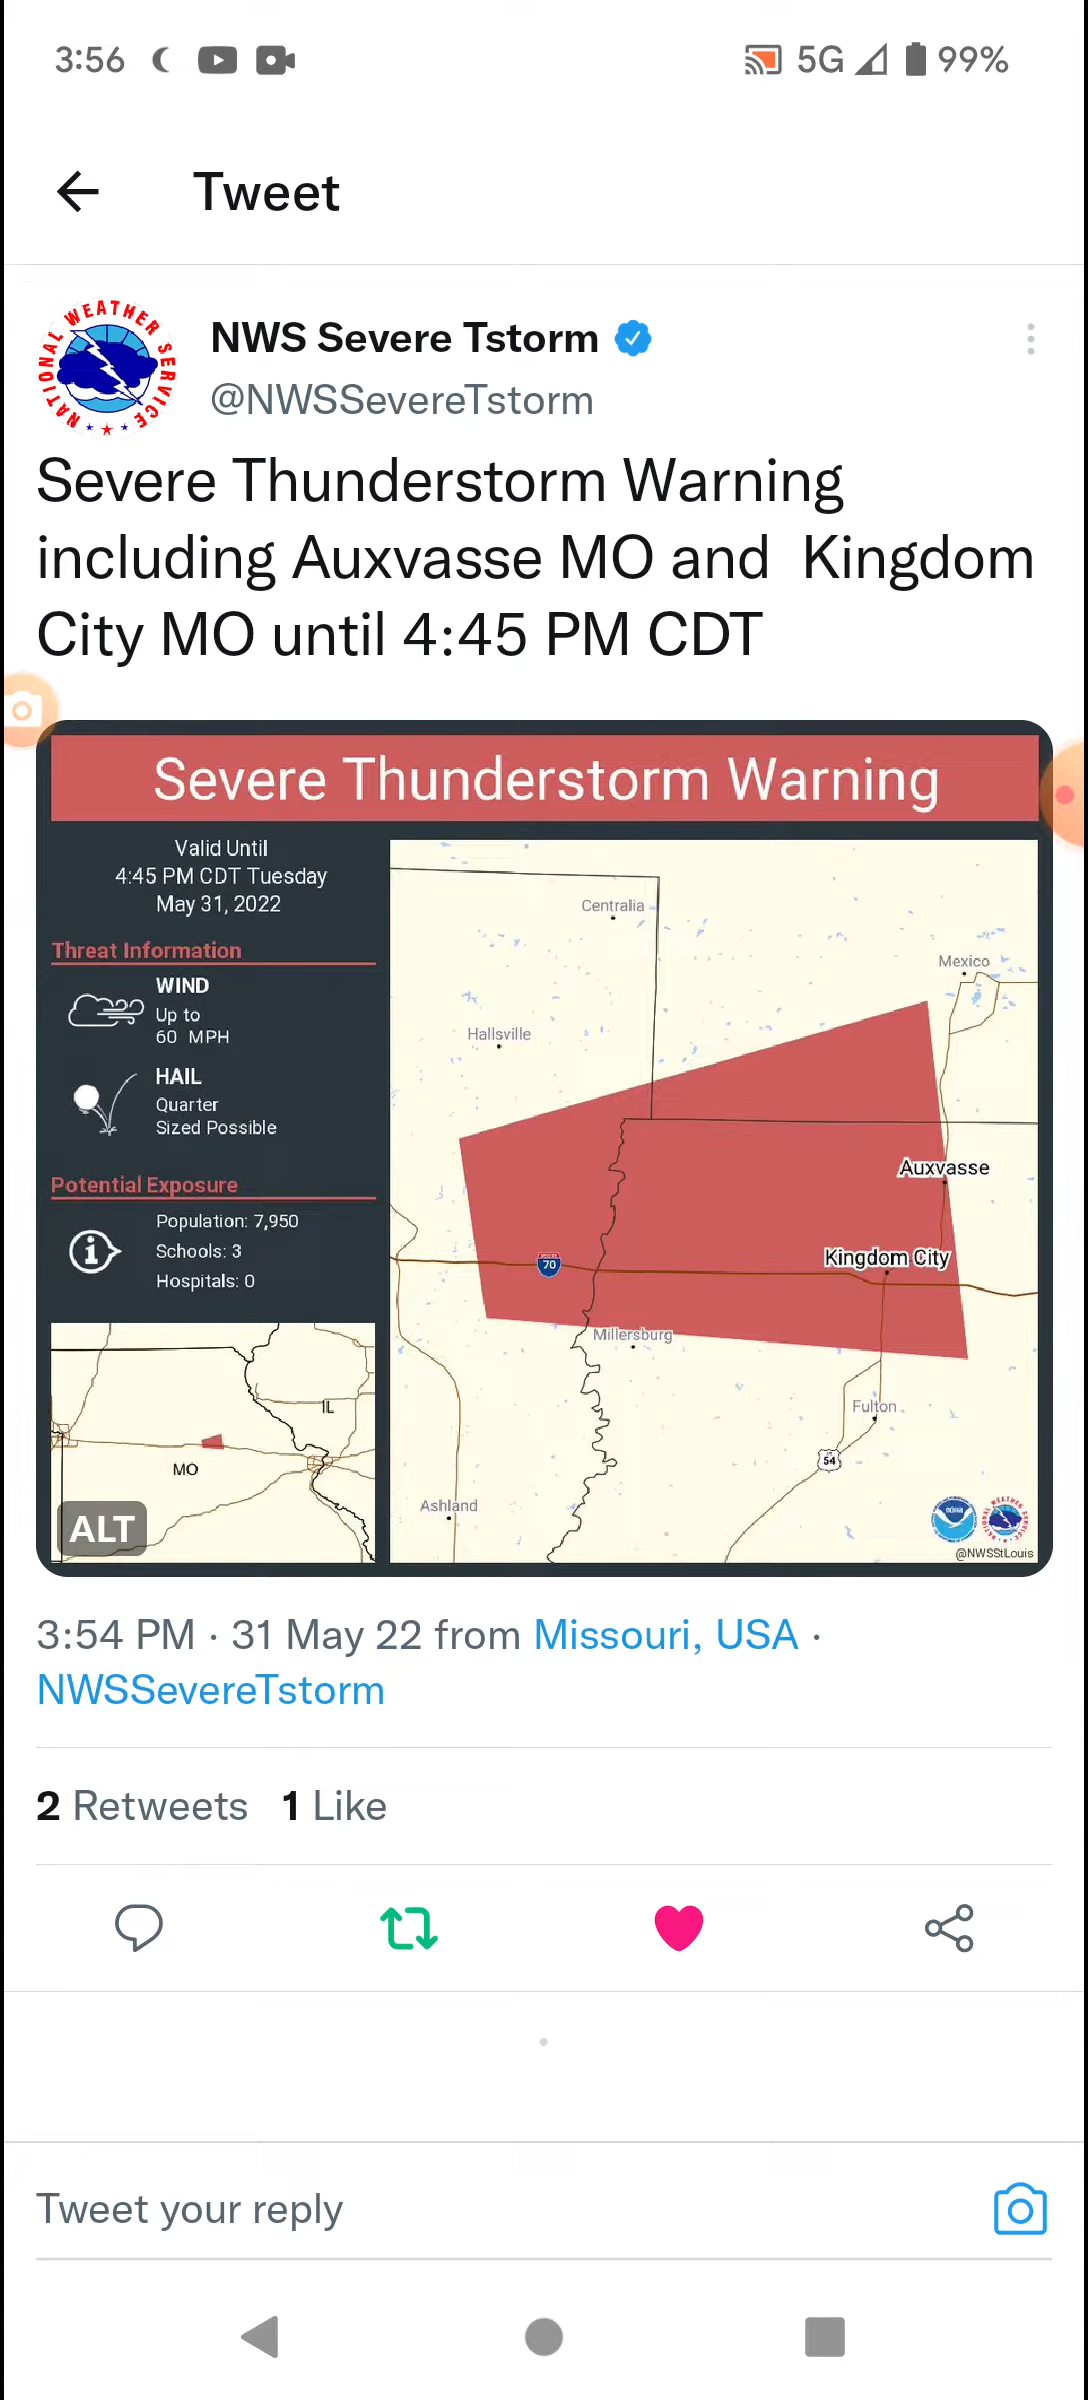 3:56
5G 99%
Tweet
NATIONAL WEATHER SERVICE
NWS Severe Tstorm
@NWSSevereTstorm
Severe Thunderstorm Warning
including Auxvasse MO and  Kingdom
City MO until 4:45 PM CDT
Severe Thunderstorm Warning
Valid Until
4:45 PM CDT Tuesday
May 31, 2022
Threat Information
WIND
Up to
60 MPH
HAIL
Quarter
Sized Possible
Potential Exposure
Population: 7,950
Schools: 3
Hospitals: 0
IL
MO
ALT
Centralia
Mexico
Hallsville
Auxvasse
Kingdom City
70
Millersburg
Fulton
54
Ashland
@NWSStLouis
3:54 PM · 31 May 22 from Missouri, USA ·
NWSSevereTstorm
2 Retweets 1 Like
Tweet your reply